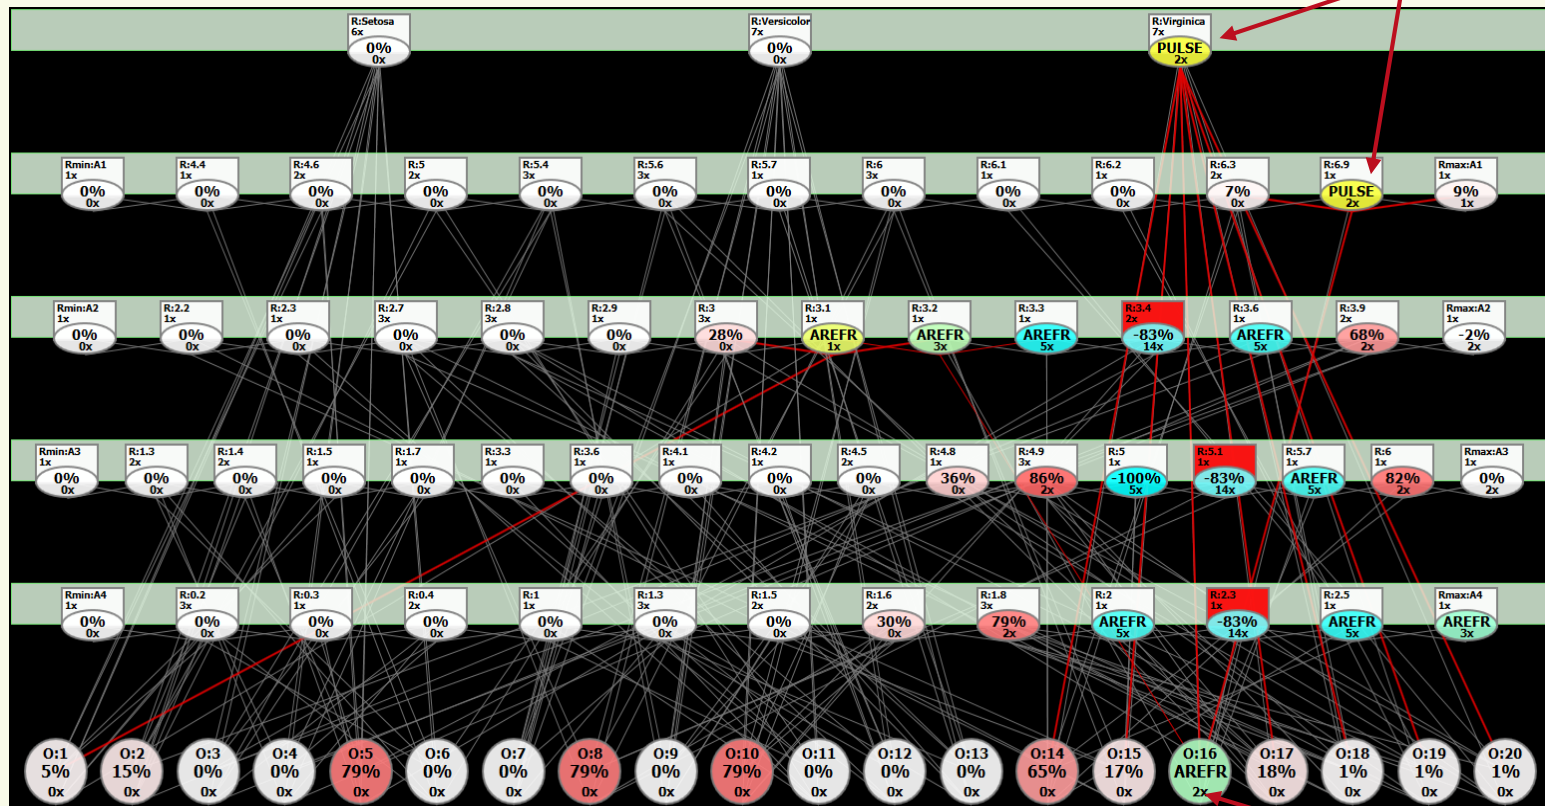 R:Setosa
6x
0%
0x
R:Versicolor
7x
0%
0x
R:Virginica
7x
PULSE
2x
Rmin:A1
1x
0%
0x
R:4.4
1x
0%
0x
R:4.6
2x
0%
0x
R:5
2x
0%
0x
R:5.4
3x
0%
0x
R:5.6
3x
0%
0x
R:5.7
1x
0%
0x
R:6
3x
0%
0x
R:6.1
1x
0%
0x
R:6.2
1x
0%
0x
R:6.3
2x
7%
0x
R:6.9
1x
PULSE
2x
Rmax:A1
1x
9%
1x
Rmin:A2
1x
0%
0x
R:2.2
1x
0%
0x
R:2.3
1x
0%
0x
R:2.7
3x
0%
0x
R:2.8
3x
0%
0x
R:2.9
1x
0%
0x
R:3
3x
28%
0x
R:3.1
1x
AREFR
1x
R:3.2
1x
AREFR
3x
R:3.3
1x
AREFR
5x
R:3.4
2x
-83%
14x
R:3.6
1x
AREFR
5x
R:3.9
2x
68%
2x
Rmax:A2
1x
-2%
2x
Rmin:A3
1x
0%
0x
R:1.3
2x
0%
0x
R:1.4
2x
0%
0x
R:1.5
1x
0%
0x
R:1.7
1x
0%
0x
R:3.3
1x
0%
0x
R:3.6
1x
0%
0x
R:4.1
1x
0%
0x
R:4.2
1x
0%
0x
R:4.5
2x
0%
0x
R:4.8
1x
36%
0x
R:4.9
3x
86%
2x
R:5
1x
-100%
5x
R:5.1
1x
-83%
14x
R:5.7
1x
AREFR
5x
R:6
1x
82%
2x
Rmax:A3
1x
0%
2x
Rmin:A4
1x
0%
0x
R:0.2
3x
0%
0x
R:0.3
1x
0%
0x
R:0.4
2x
0%
0x
R:1
1x
0%
0x
R:1.3
3x
0%
0x
R:1.5
2x
0%
0x
R:1.6
2x
30%
0x
R:1.8
3x
79%
2x
R:2
1x
AREFR
5x
R:2.3
1x
-83%
14x
R:2.5
1x
AREFR
5x
Rmax:A4
1x
AREFR
3x
O:1
5%
0x
O:2
15%
0x
O:3
0%
0x
O:4
0%
0x
O:5
79%
0x
O:6
0%
0x
O:7
0%
0x
O:8
79%
0x
O:9
0%
0x
O:10
79%
0x
O:11
0%
0x
O:12
0%
0x
O:13
0%
0x
O:14
65%
0x
O:15
17%
0x
O:16
AREFR
2x
O:17
18%
0x
O:18
1%
0x
O:19
1%
0x
O:20
1%
0x